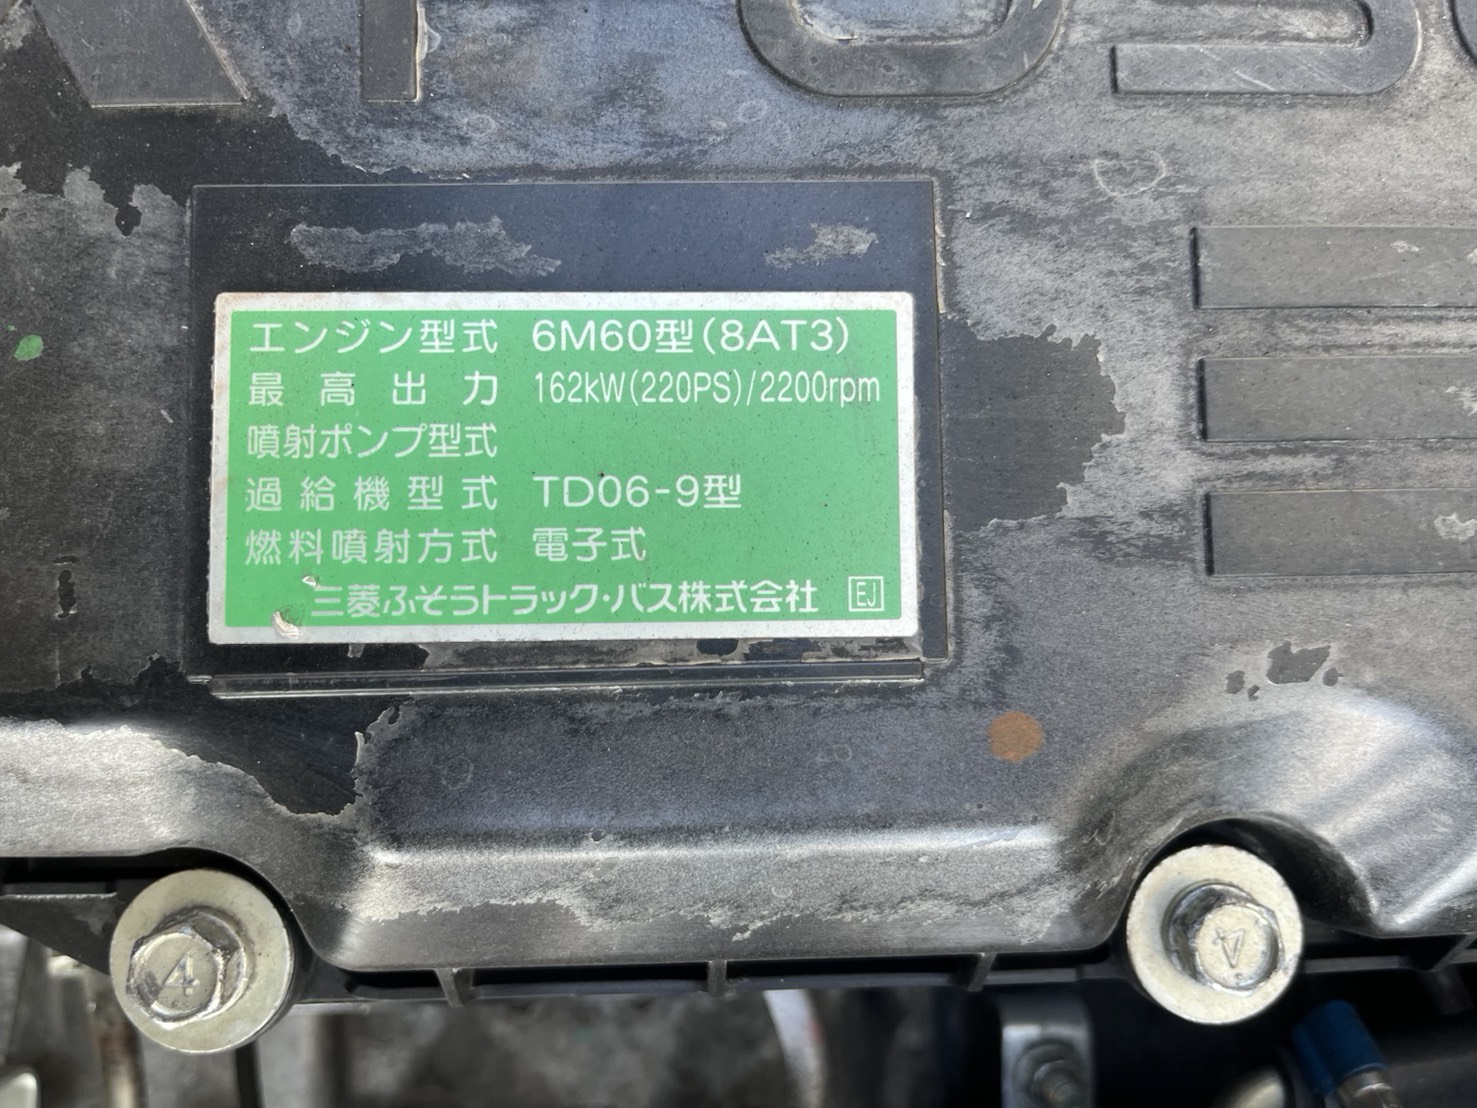 エンジン型式 6M60型(8AT3)
最高出力 162kW(220PS)/2200rpm
噴射ポンプ型式
過給機型式 TD06-9型
燃料噴射方式 電子式
三菱ふそうトラック・バス株式会社 EJ
4 4